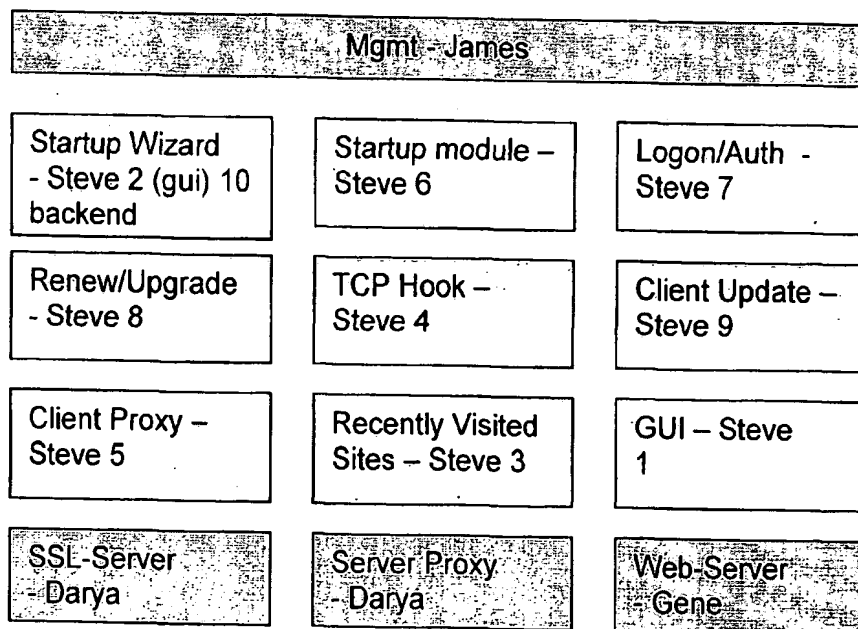 Mgmt - James
Startup Wizard
- Steve 2 (gui) 10
backend
Startup module –
Steve 6
Logon/Auth -
Steve 7
Renew/Upgrade
- Steve 8
TCP Hook –
Steve 4
Client Update –
Steve 9
Client Proxy –
Steve 5
Recently Visited
Sites – Steve 3
GUI – Steve
1
SSL-Server
- Darya
Server Proxy
- Darya
Web-Server
- Gene